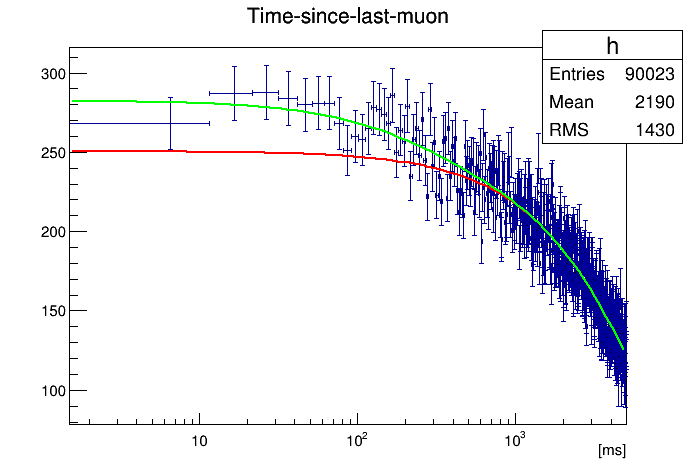 Time-since-last-muon
h
Entries 90023
Mean 2190
RMS 1430
300
250
200
150
100
10
10²
10³
[ms]